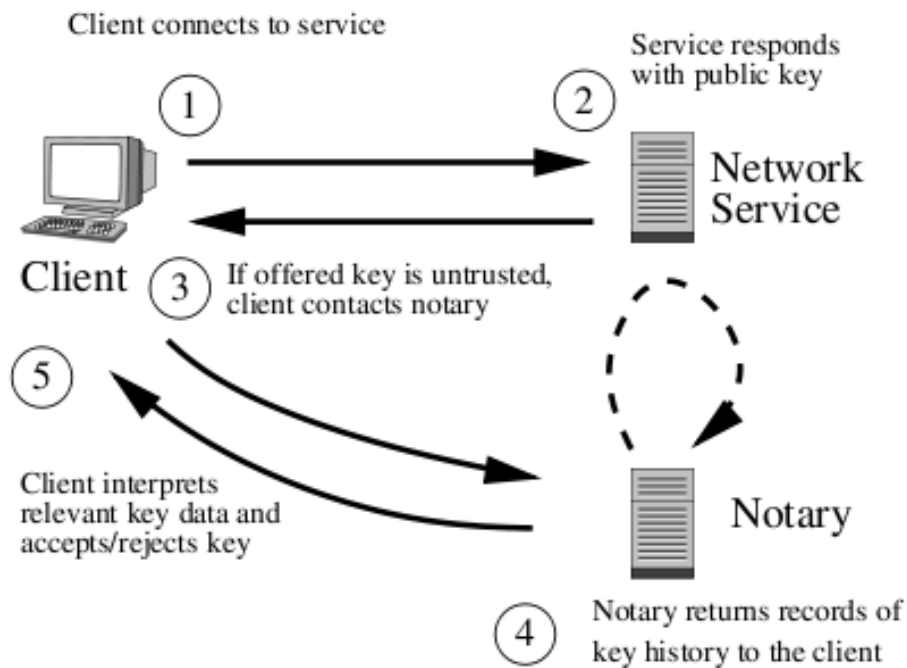 Client connects to service
1
2
Service responds
with public key
Network
Service
Client
3
If offered key is untrusted,
client contacts notary
5
Client interprets
relevant key data and
accepts/rejects key
Notary
4
Notary returns records of
key history to the client